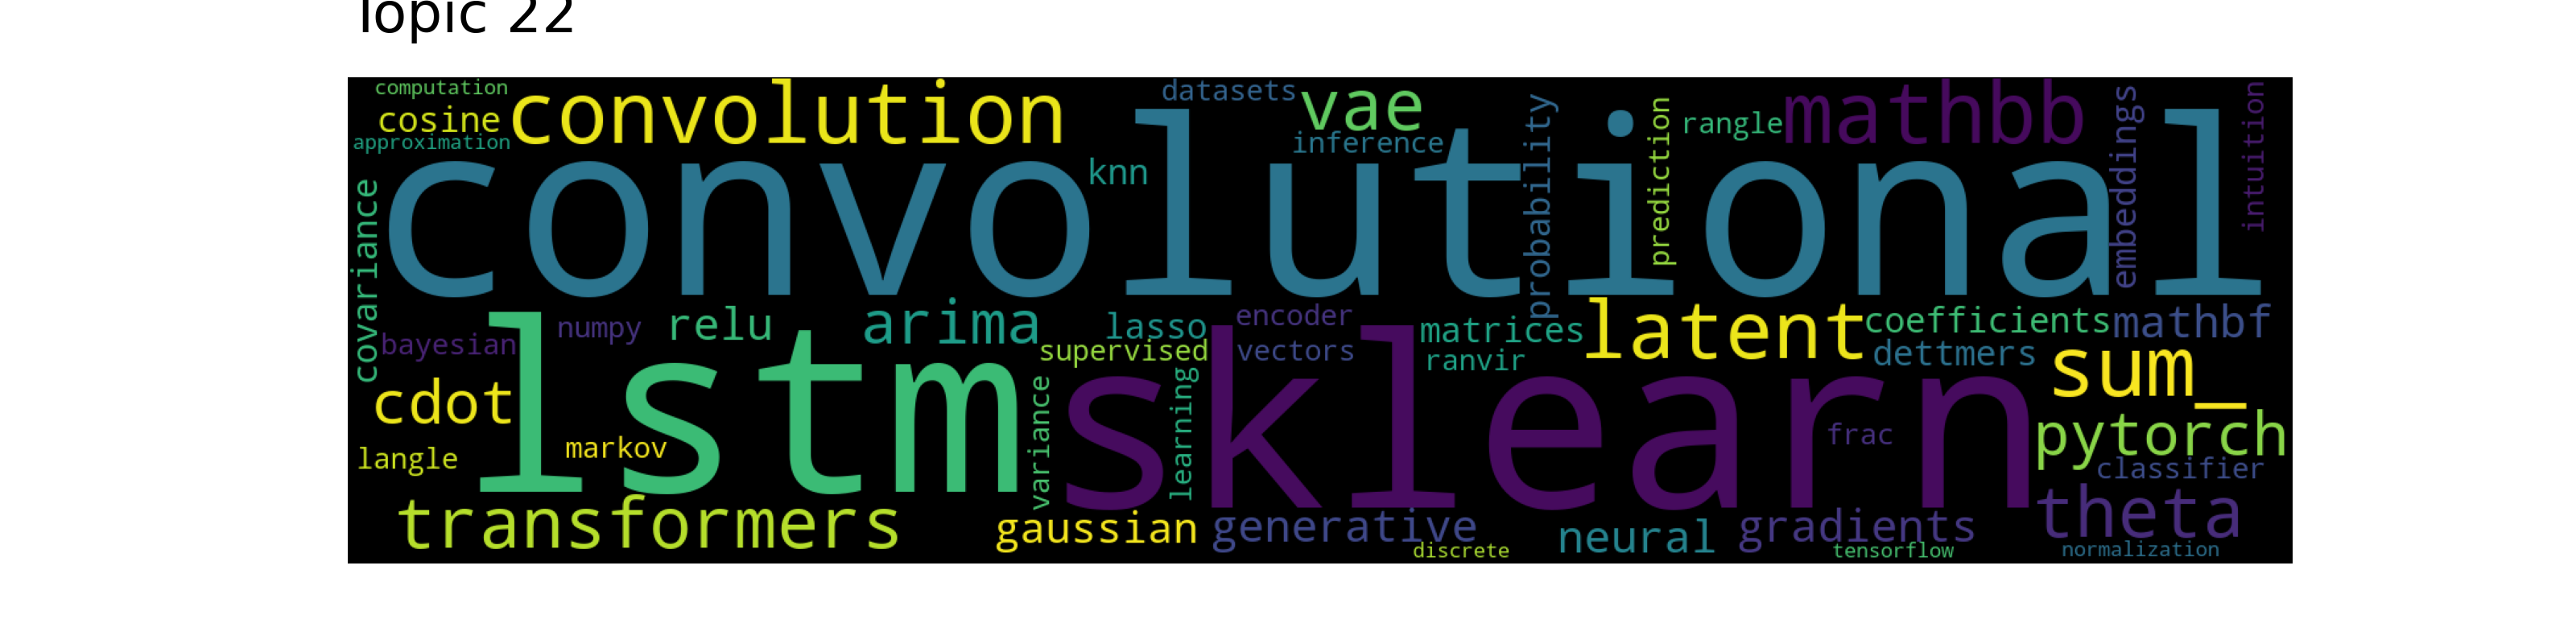 Topic 22
computation
cosine
approximation
convolution
datasets
vae
inference
knn
probability
prediction
rangle
mathbb
embeddings
intuition
covariance
convolutional
bayesian
numpy
relu
arima
lasso
encoder
supervised
vectors
matrices
ranvir
latent
coefficients
mathbf
dettmers
sum_
cdot
lstm
markov
langle
variance
learning
sklearn
frac
pytorch
classifier
transformers
gaussian
generative
discrete
neural
gradients
tensorflow
theta
normalization